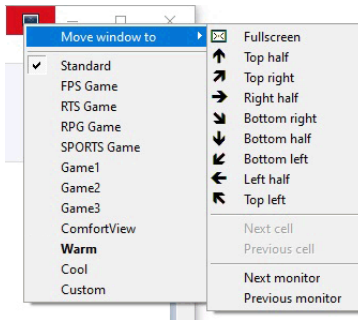 Move window to
Standard
FPS Game
RTS Game
RPG Game
SPORTS Game
Game1
Game2
Game3
ComfortView
Warm
Cool
Custom
Fullscreen
Top half
Top right
Right half
Bottom right
Bottom half
Bottom left
Left half
Top left
Next cell
Previous cell
Next monitor
Previous monitor